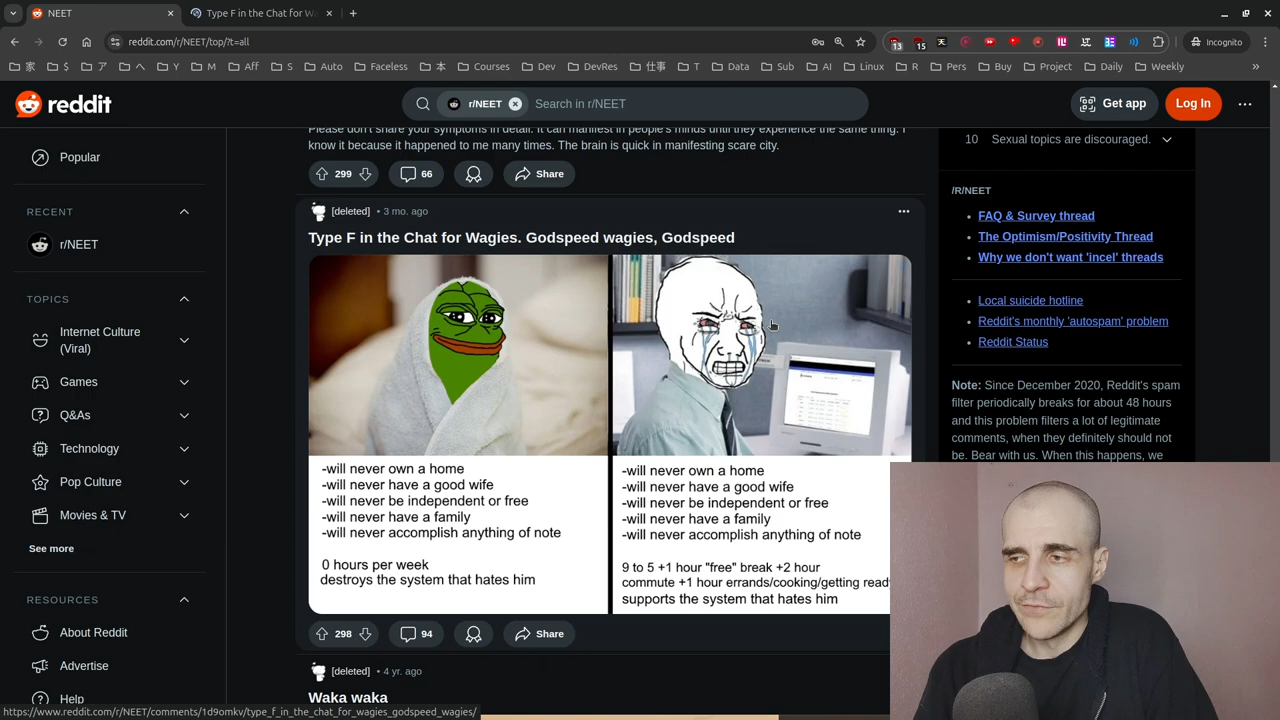 NEET
Type F in the Chat for Wa
reddit.com/r/NEET/top/?t=all
13
15
Incognito
家
$
ア
へ
Y
M
Aff
S
Auto
Faceless
本
Courses
Dev
DevRes
仕事
T
Data
Sub
AI
Linux
R
Pers
Buy
Project
Daily
Weekly
reddit
r/NEET
Search in r/NEET
Get app
Log In
Popular
RECENT
r/NEET
TOPICS
Internet Culture
(Viral)
Games
Q&As
Technology
Pop Culture
Movies & TV
See more
RESOURCES
About Reddit
Advertise
Help
https://www.reddit.com/r/NEET/comments/1d9omkv/type_f_in_the_chat_for_wagies_godspeed_wagies/
Please don't share your symptoms in detail. It can manifest in people's minds until they experience the same thing. I
know it because it happened to me many times. The brain is quick in manifesting scare city.
299
66
Share
[deleted] • 3 mo. ago
Type F in the Chat for Wagies. Godspeed wagies, Godspeed
-will never own a home
-will never have a good wife
-will never be independent or free
-will never have a family
-will never accomplish anything of note
0 hours per week
destroys the system that hates him
-will never own a home
-will never have a good wife
-will never be independent or free
-will never have a family
-will never accomplish anything of note
9 to 5 +1 hour "free" break +2 hour
commute +1 hour errands/cooking/getting read
supports the system that hates him
298
94
Share
[deleted] • 4 yr. ago
Waka waka
10 Sexual topics are discouraged.
/R/NEET
FAQ & Survey thread
The Optimism/Positivity Thread
Why we don't want 'incel' threads
Local suicide hotline
Reddit's monthly 'autospam' problem
Reddit Status
Note: Since December 2020, Reddit's spam
filter periodically breaks for about 48 hours
and this problem filters a lot of legitimate
comments, when they definitely should not
be. Bear with us. When this happens, we